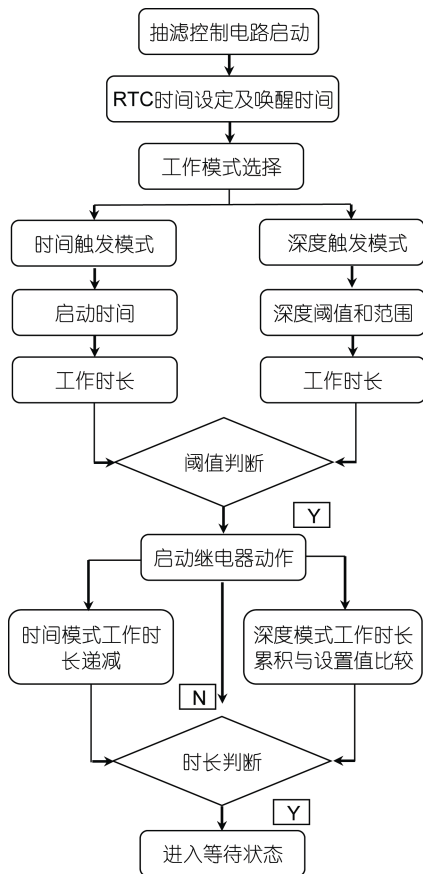 抽滤控制电路启动
RTC时间设定及唤醒时间
工作模式选择
时间触发模式
深度触发模式
启动时间
深度阈值和范围
工作时长
工作时长
阈值判断
Y
启动继电器动作
时间模式工作时
长递减
深度模式工作时长
累积与设置值比较
N
时长判断
Y
进入等待状态